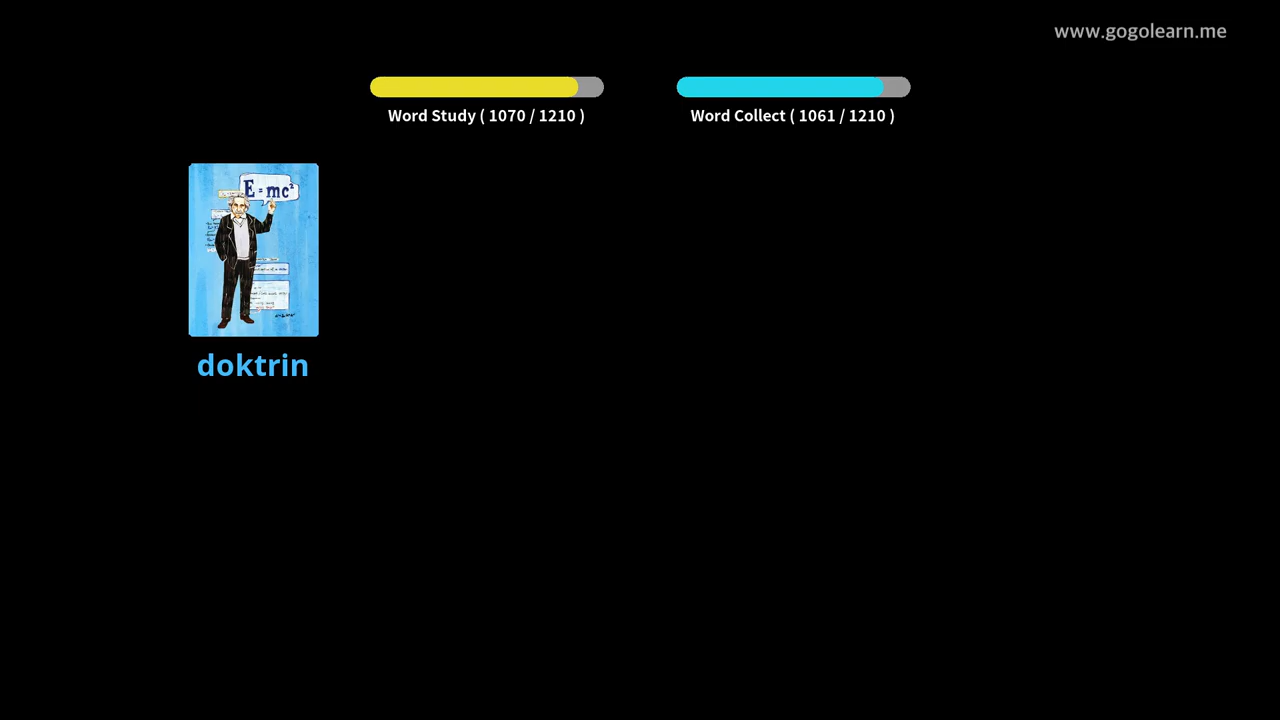 www.gogolearn.me
Word Study ( 1070 / 1210 )
Word Collect ( 1061 / 1210 )
E = mc²
doktrin